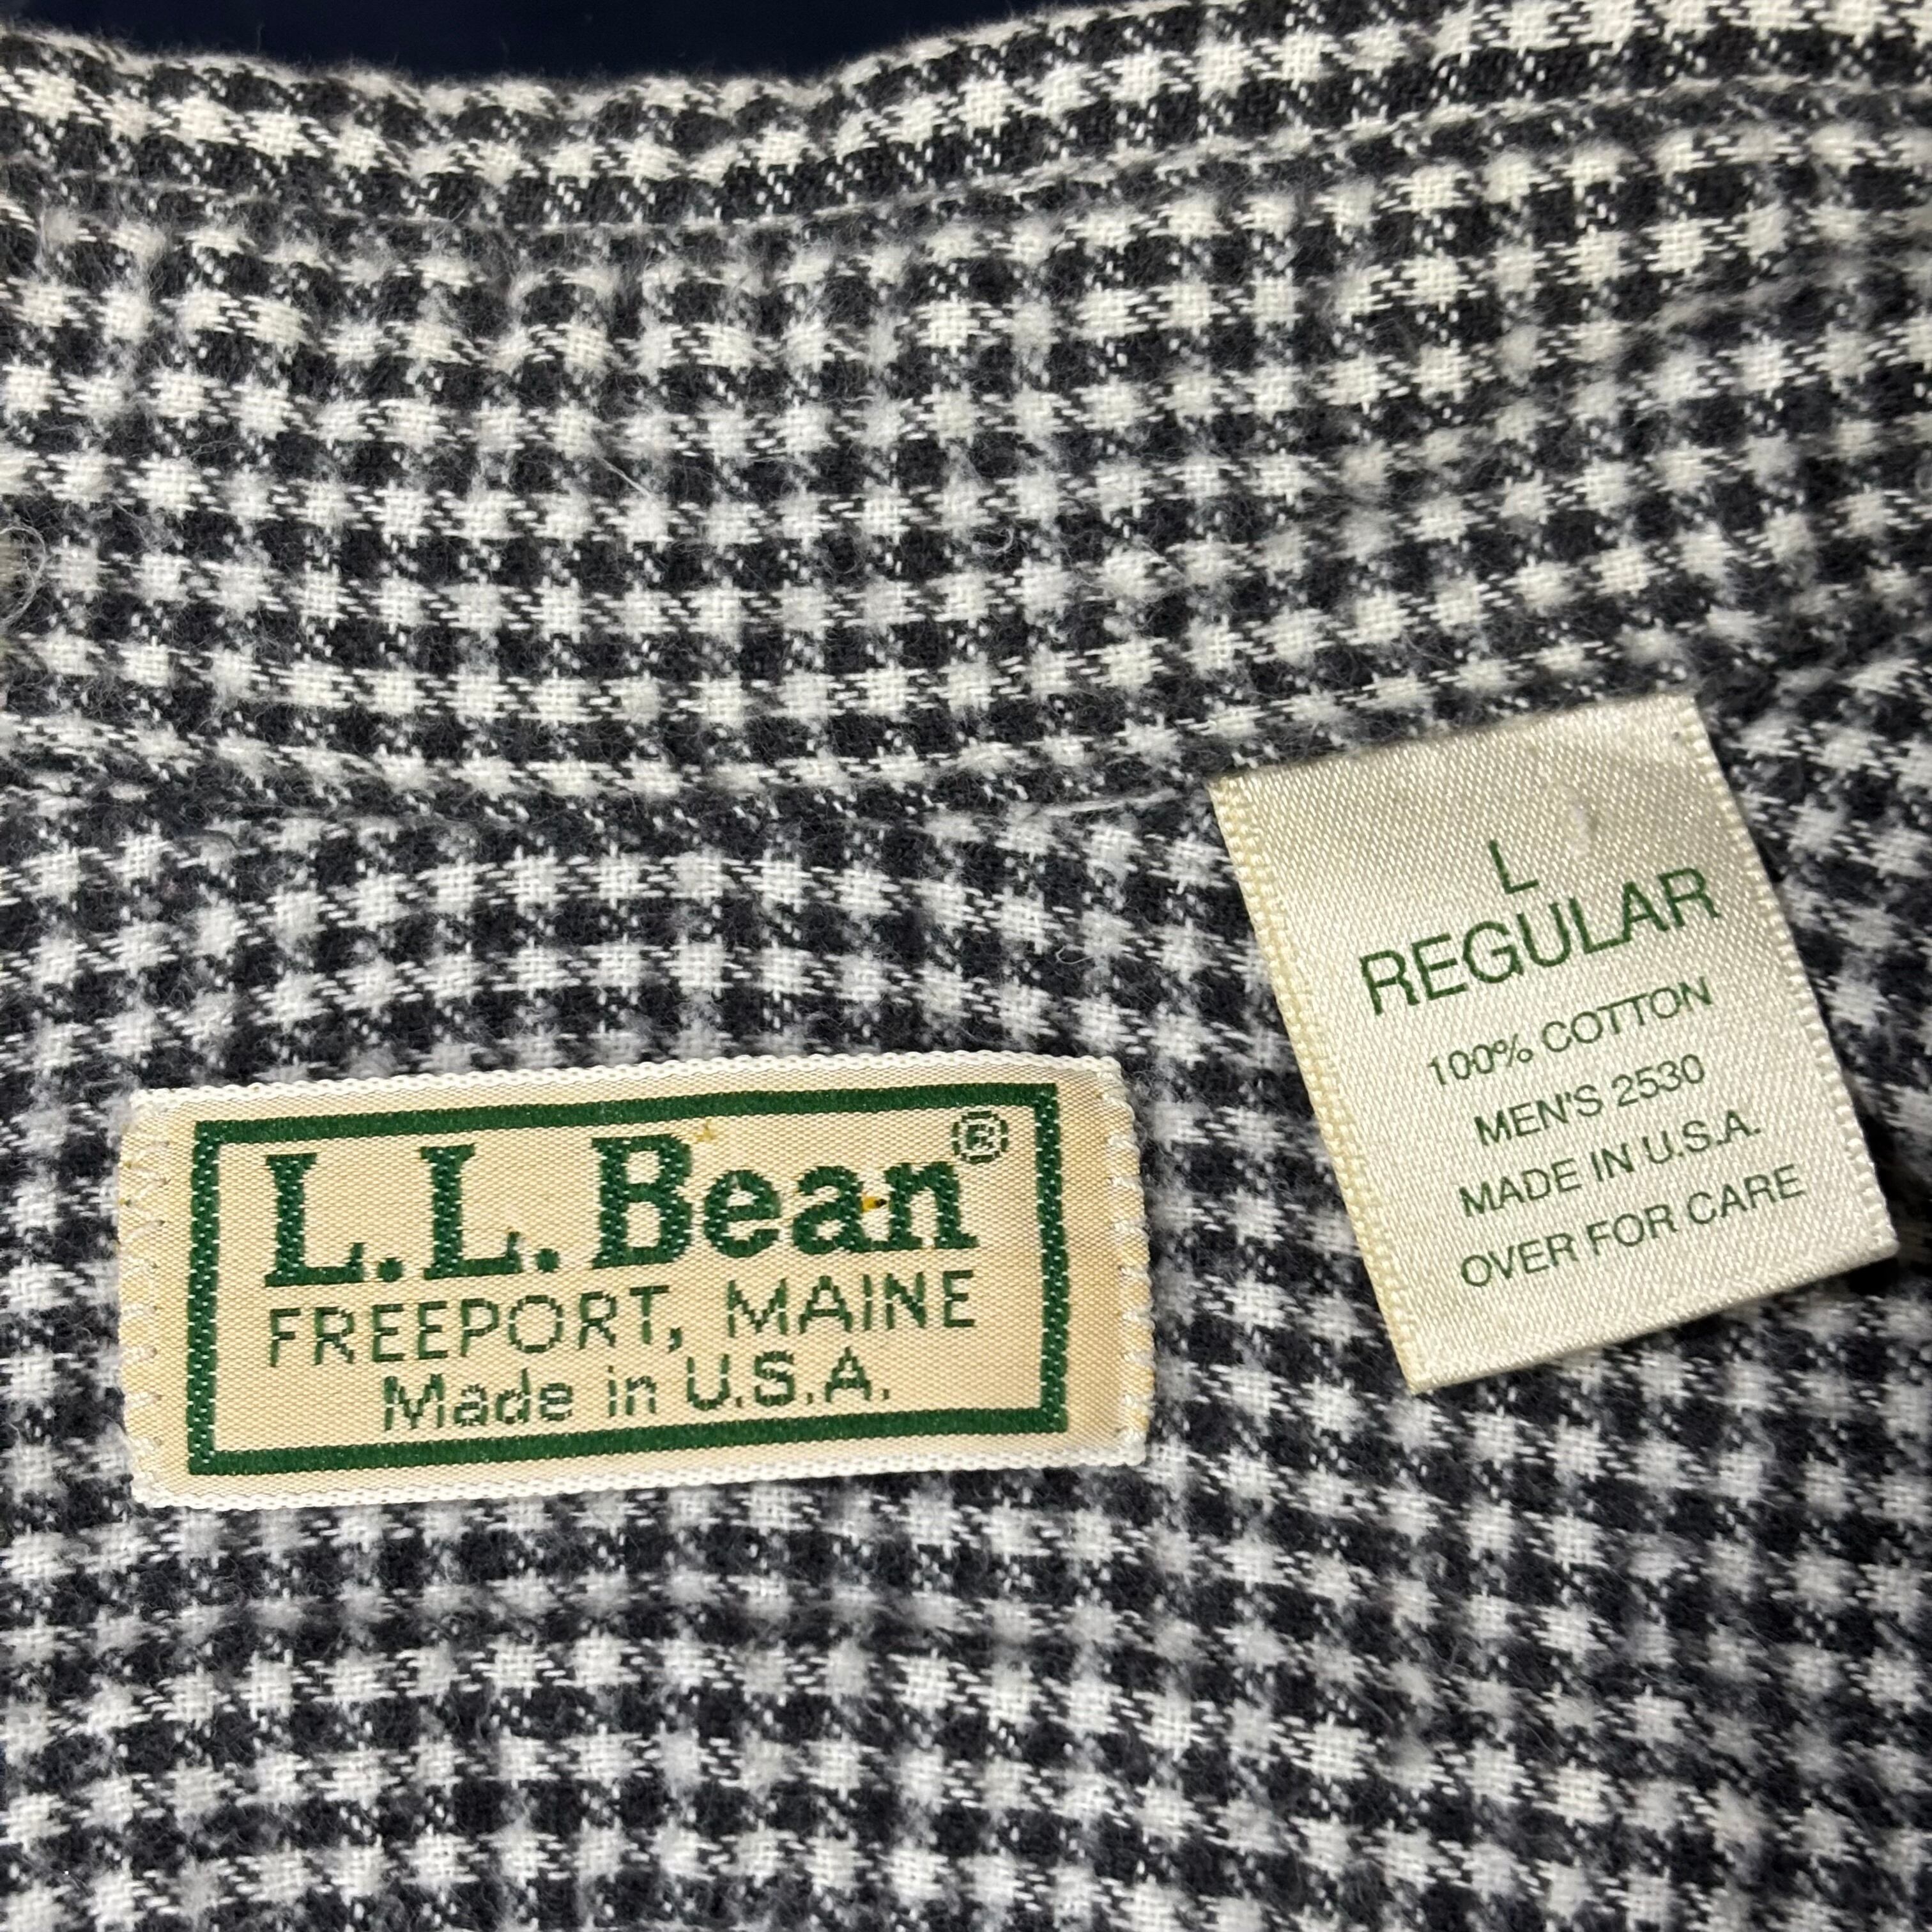 L.L.Bean®
FREEPORT, MAINE
Made in U.S.A.
L
REGULAR
100% COTTON
MEN'S 2530
MADE IN U.S.A.
OVER FOR CARE